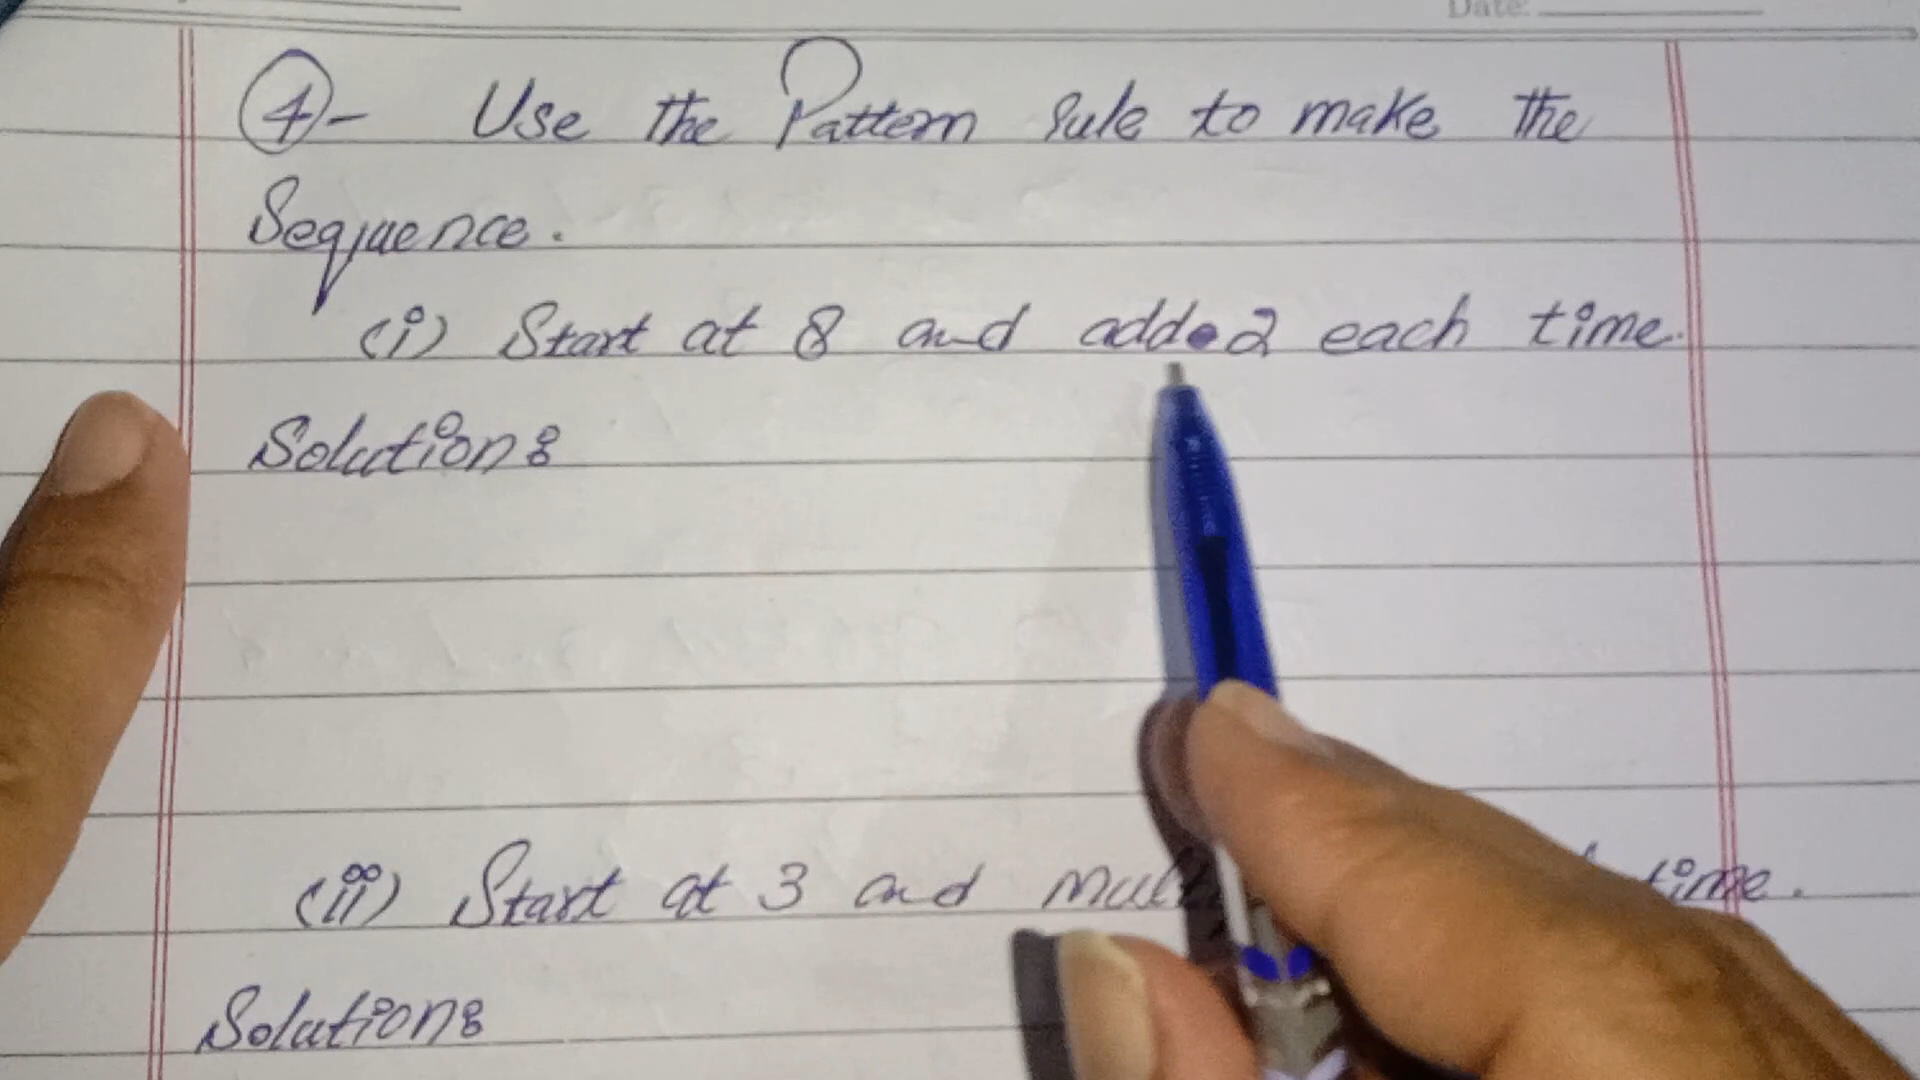 Date:
4- Use the Pattern rule to make the
Sequence.
(i) Start at 8 and add 2 each time.
Solution:
(ii) Start at 3 and time.
Solution: